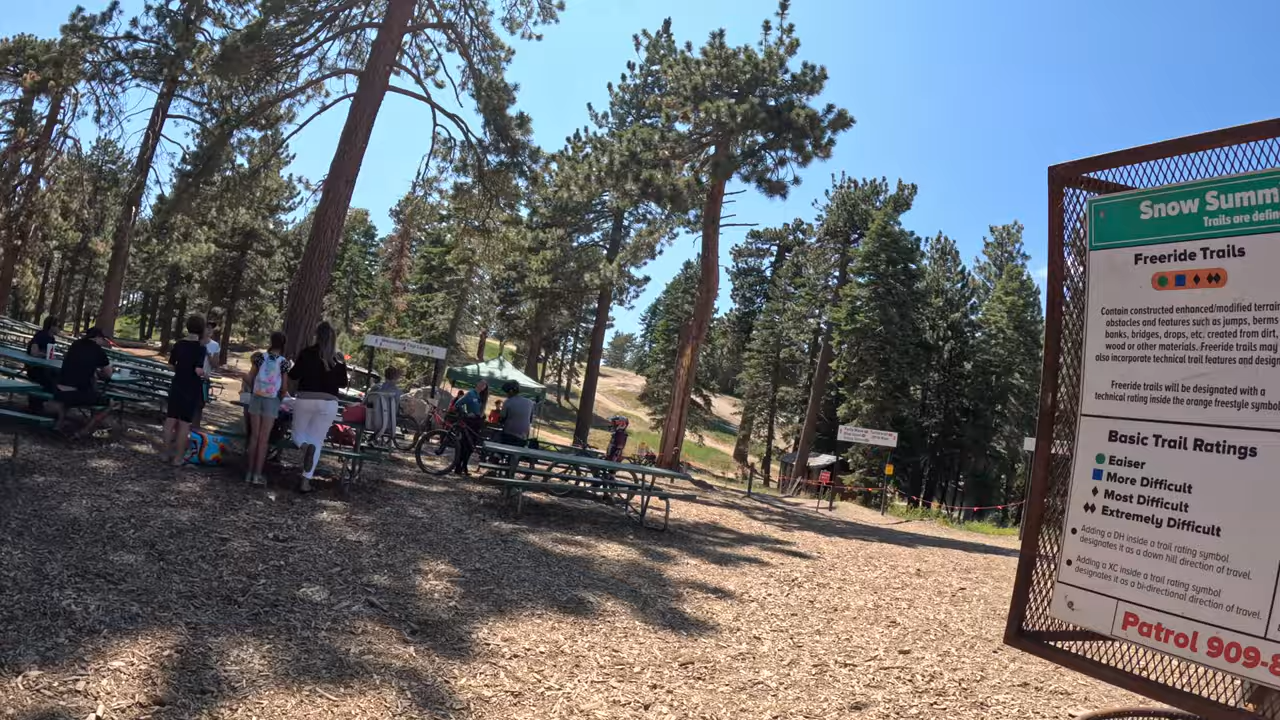 Snow Summ
Trails are defin
Freeride Trails
Contain constructed enhanced/modified terrain
obstacles and features such as jumps, berms
banks, bridges, drops, etc. created from dirt
wood or other materials. Freeride trails may
also incorporate technical trail features and design
Freeride trails will be designated with a
technical rating inside the orange freestyle symbol
Basic Trail Ratings
Eaiser
More Difficult
Most Difficult
Extremely Difficult
Adding a DH inside a trail rating symbol
designates it as a down hill direction of travel.
Adding a XC inside a trail rating symbol
designates it as a bi-directional direction of travel.
Patrol 909-8